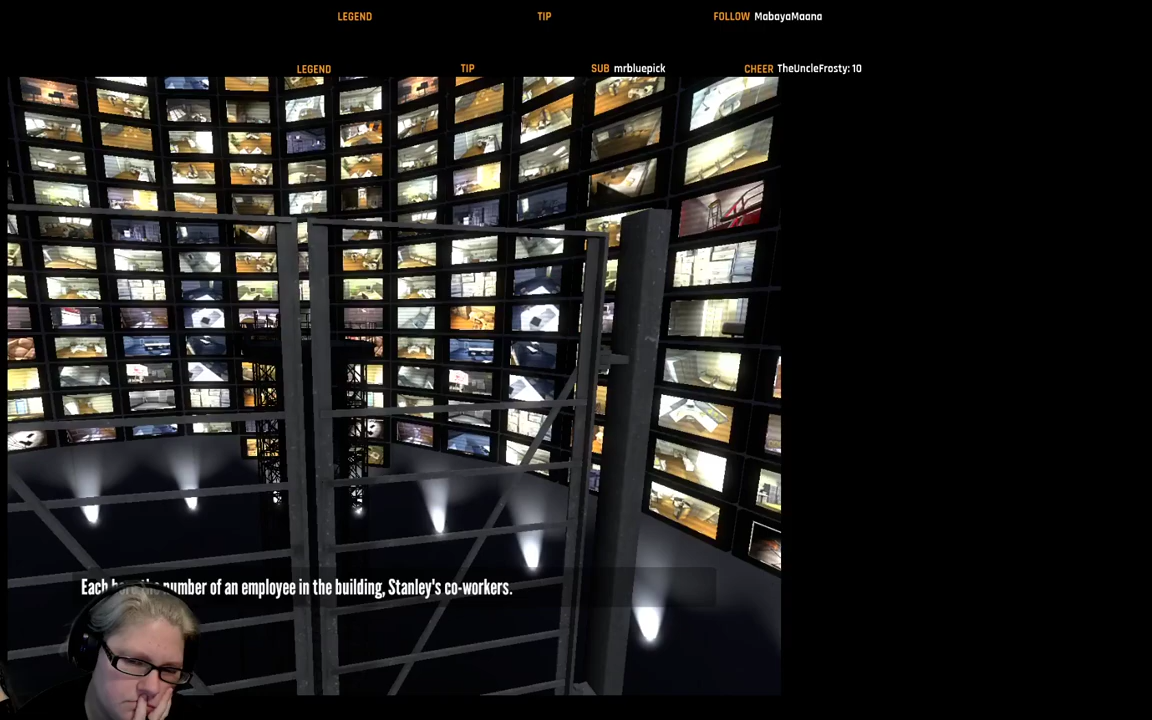 LEGEND TIP FOLLOW MabayaMaana
LEGEND TIP SUB mrbluepick CHEER TheUncleFrosty: 10
Each number of an employee in the building, Stanley's co-workers.